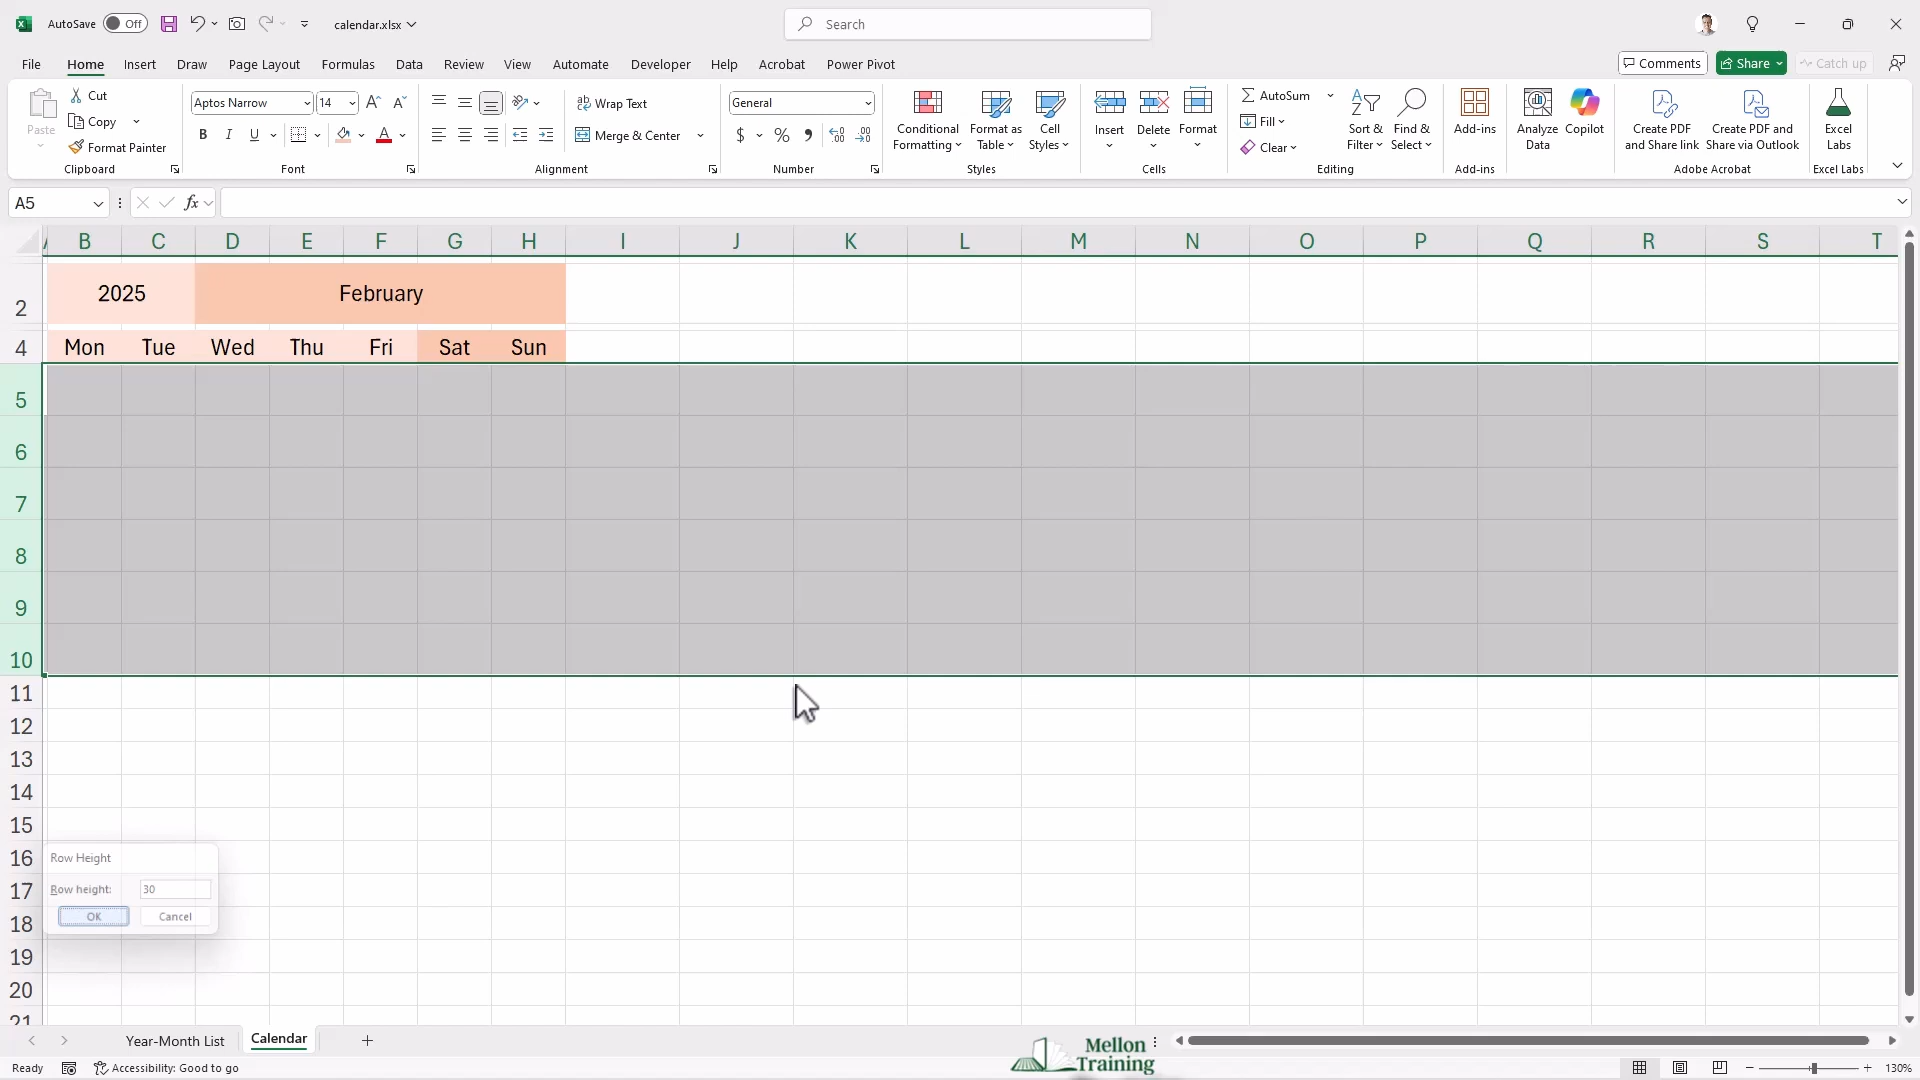 AutoSave Off calendar.xlsx Search
File Home Insert Draw Page Layout Formulas Data Review View Automate Developer Help Acrobat Power Pivot Comments Share Catch up
Paste Cut Copy Format Painter Clipboard
Aptos Narrow 14 B I U A Font
ab Wrap Text Merge & Center Alignment
General $ % Number
Conditional Formatting Format as Table Cell Styles Styles
Insert Delete Format Cells
AutoSum Fill Clear Sort & Filter Find & Select Editing
Add-ins Add-ins
Analyze Data Copilot
Create PDF and Share link Create PDF and Share via Outlook Adobe Acrobat
Excel Labs Excel Labs
A5 fx
B C D E F G H I J K L M N O P Q R S T
2 2025 February
4 Mon Tue Wed Thu Fri Sat Sun
5
6
7
8
9
10
11
12
13
14
15
16 Row Height
17 Row height: 30
18 OK Cancel
19
20
21
Year-Month List Calendar +
Mellon
Training
Ready Accessibility: Good to go 130%